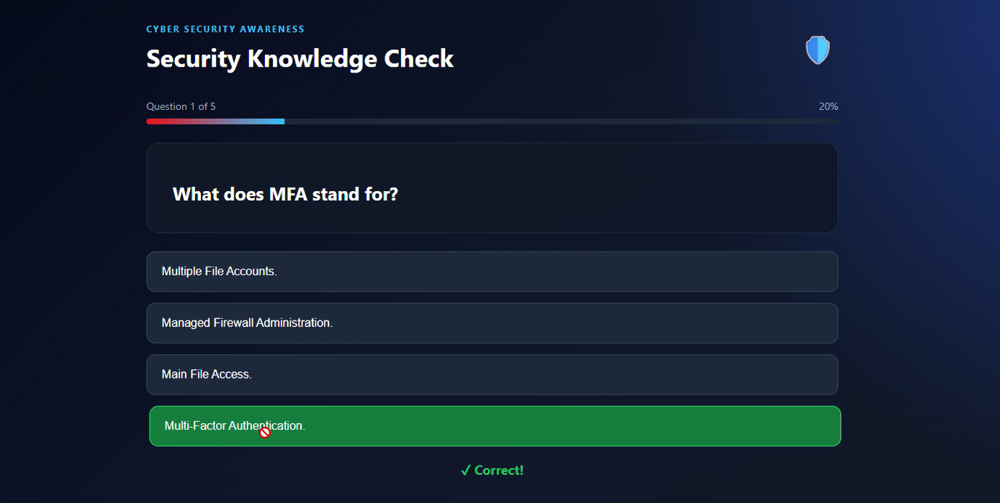 CYBER SECURITY AWARENESS
Security Knowledge Check
Question 1 of 5
20%
What does MFA stand for?
Multiple File Accounts.
Managed Firewall Administration.
Main File Access.
Multi-Factor Authentication.
✓ Correct!